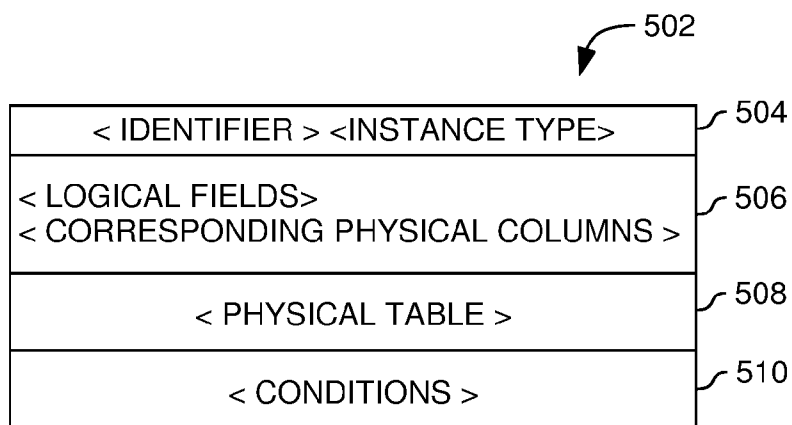 502
< IDENTIFIER > <INSTANCE TYPE>
504
< LOGICAL FIELDS>
< CORRESPONDING PHYSICAL COLUMNS >
506
< PHYSICAL TABLE >
508
< CONDITIONS >
510